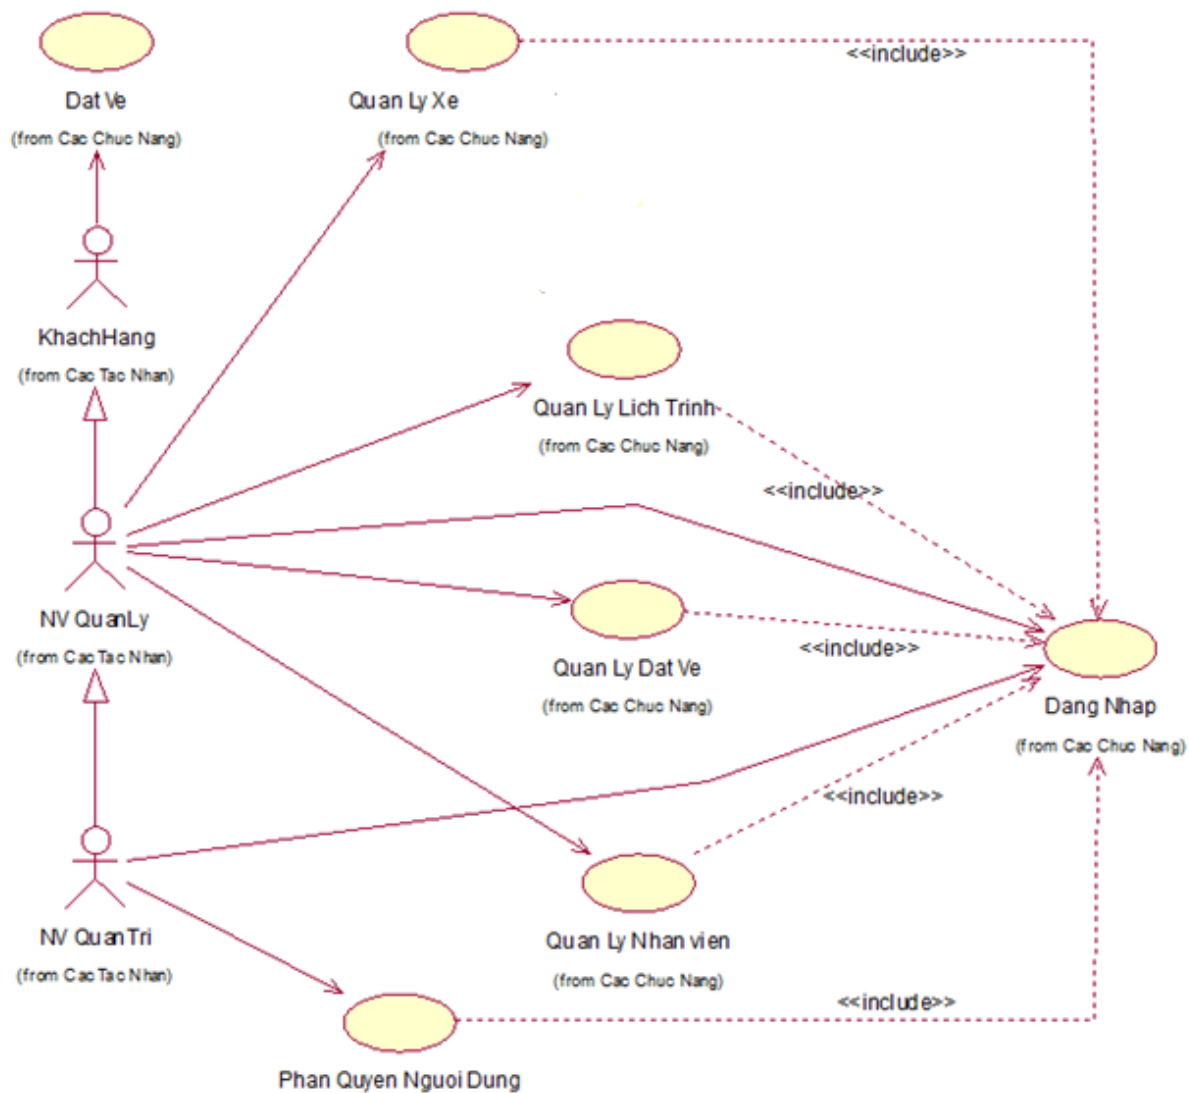 Dat Ve
(from Cac Chuc Nang)
Quan Ly Xe
(from Cac Chuc Nang)
<<include>>
KhachHang
(from Cac Tac Nhan)
Quan Ly Lich Trinh
(from Cac Chuc Nang)
<<include>>
NV QuanLy
(from Cac Tac Nhan)
<<include>>
Quan Ly Dat Ve
(from Cac Chuc Nang)
Dang Nhap
(from Cac Chuc Nang)
<<include>>
NV QuanTri
(from Cac Tac Nhan)
Quan Ly Nhan vien
(from Cac Chuc Nang)
<<include>>
Phan Quyen Nguoi Dung